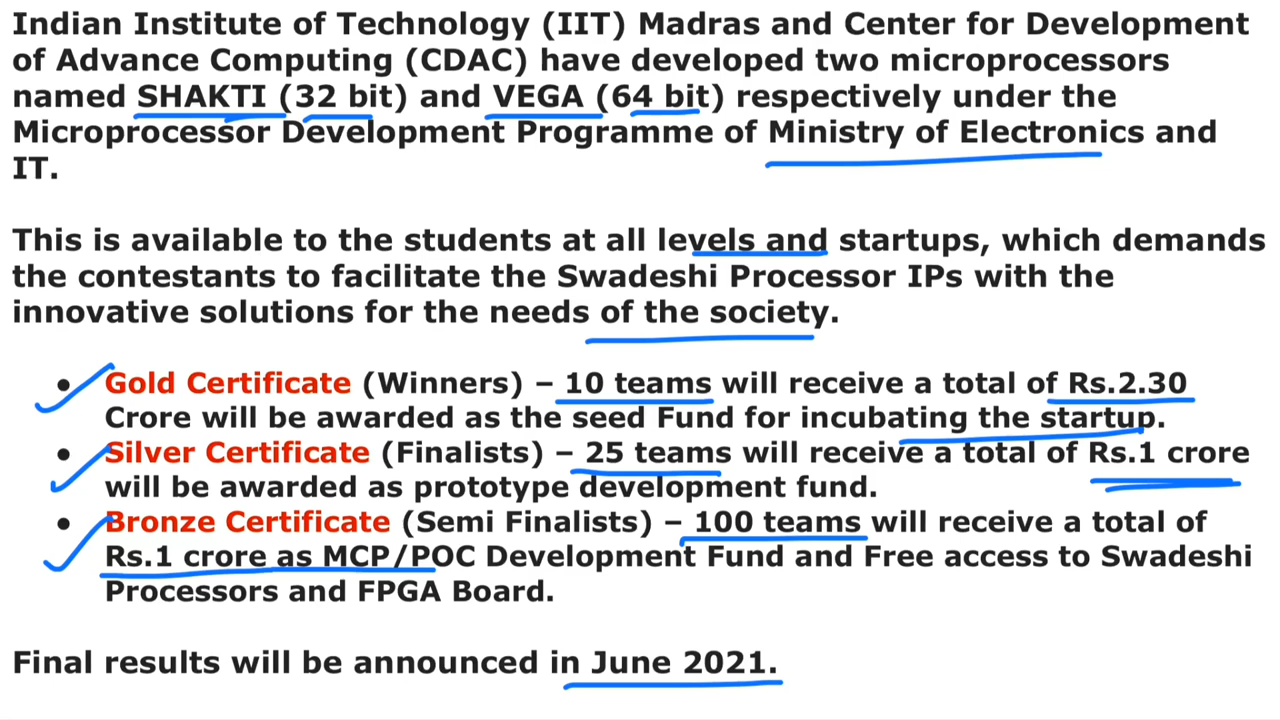 Indian Institute of Technology (IIT) Madras and Center for Development
of Advance Computing (CDAC) have developed two microprocessors
named SHAKTI (32 bit) and VEGA (64 bit) respectively under the
Microprocessor Development Programme of Ministry of Electronics and
IT.
This is available to the students at all levels and startups, which demands
the contestants to facilitate the Swadeshi Processor IPs with the
innovative solutions for the needs of the society.
• Gold Certificate (Winners) – 10 teams will receive a total of Rs.2.30
Crore will be awarded as the seed Fund for incubating the startup.
• Silver Certificate (Finalists) – 25 teams will receive a total of Rs.1 crore
will be awarded as prototype development fund.
• Bronze Certificate (Semi Finalists) – 100 teams will receive a total of
Rs.1 crore as MCP/POC Development Fund and Free access to Swadeshi
Processors and FPGA Board.
Final results will be announced in June 2021.